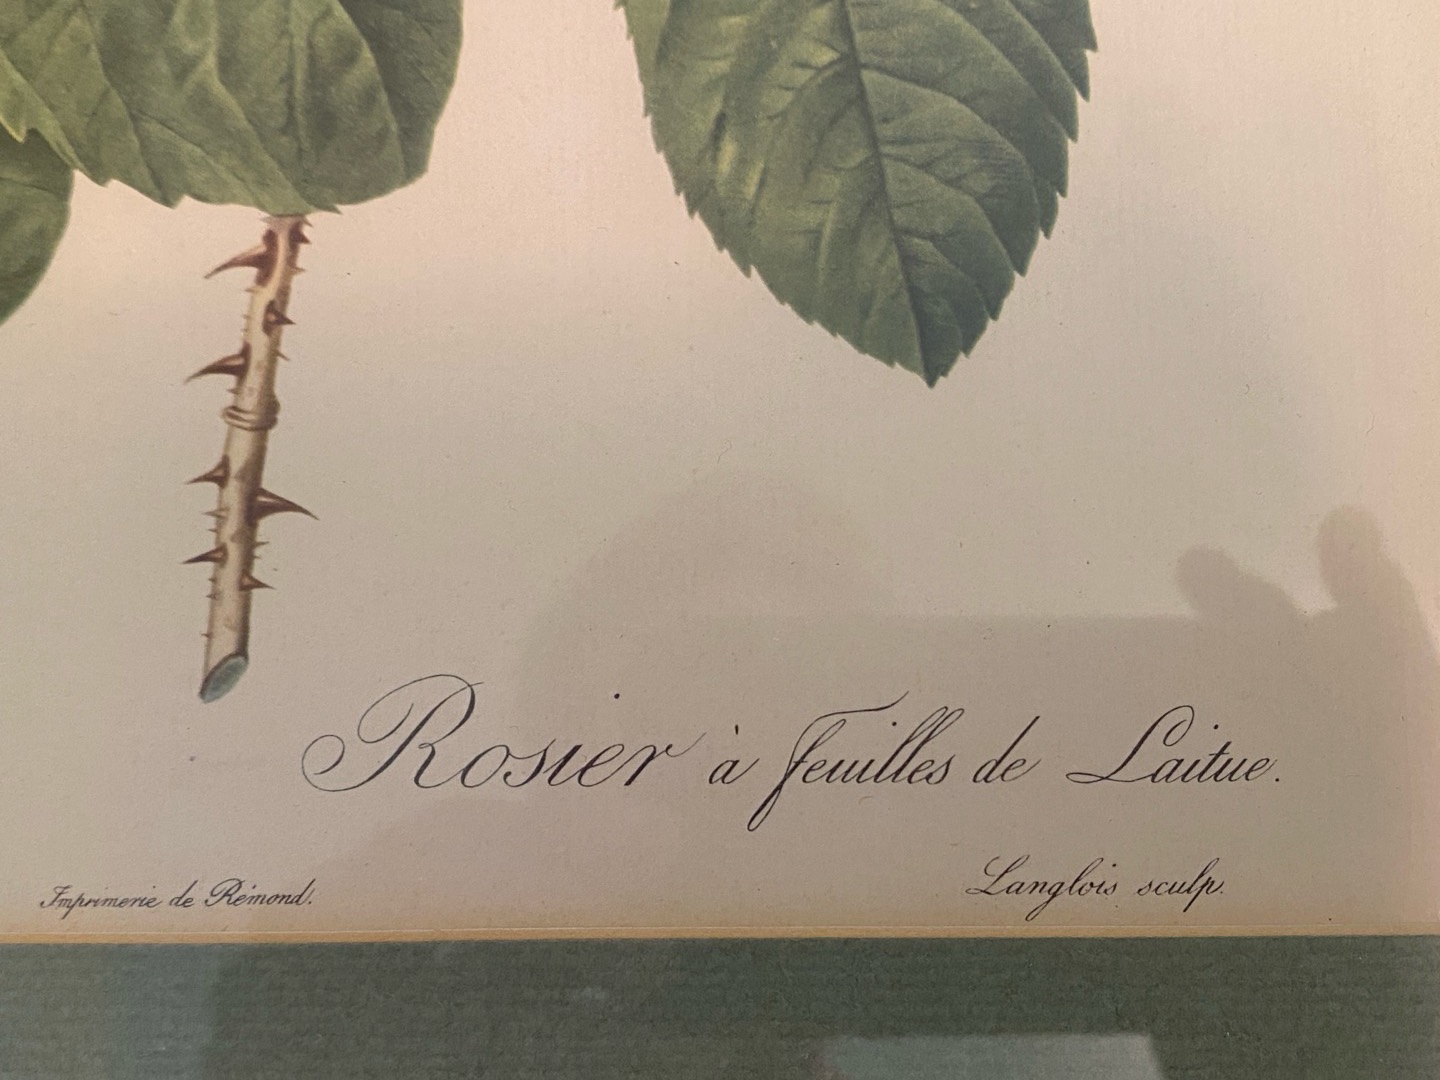 Rosier à feuilles de Laitue.
Imprimerie de Rémond.
Langlois sculp.